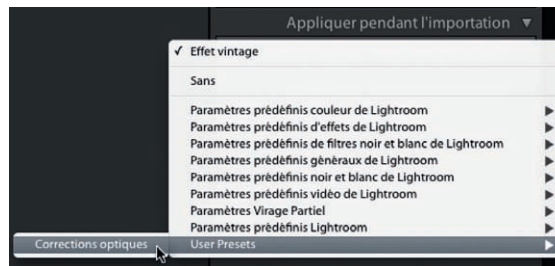 Appliquer pendant l'importation ▼
✓ Effet vintage
Sans
Paramètres prédéfinis couleur de Lightroom
Paramètres prédéfinis d'effets de Lightroom
Paramètres prédéfinis de filtres noir et blanc de Lightroom
Paramètres prédéfinis généraux de Lightroom
Paramètres prédéfinis noir et blanc de Lightroom
Paramètres prédéfinis vidéo de Lightroom
Paramètres Virage Partiel
Paramètres prédéfinis Lightroom
User Presets
Corrections optiques